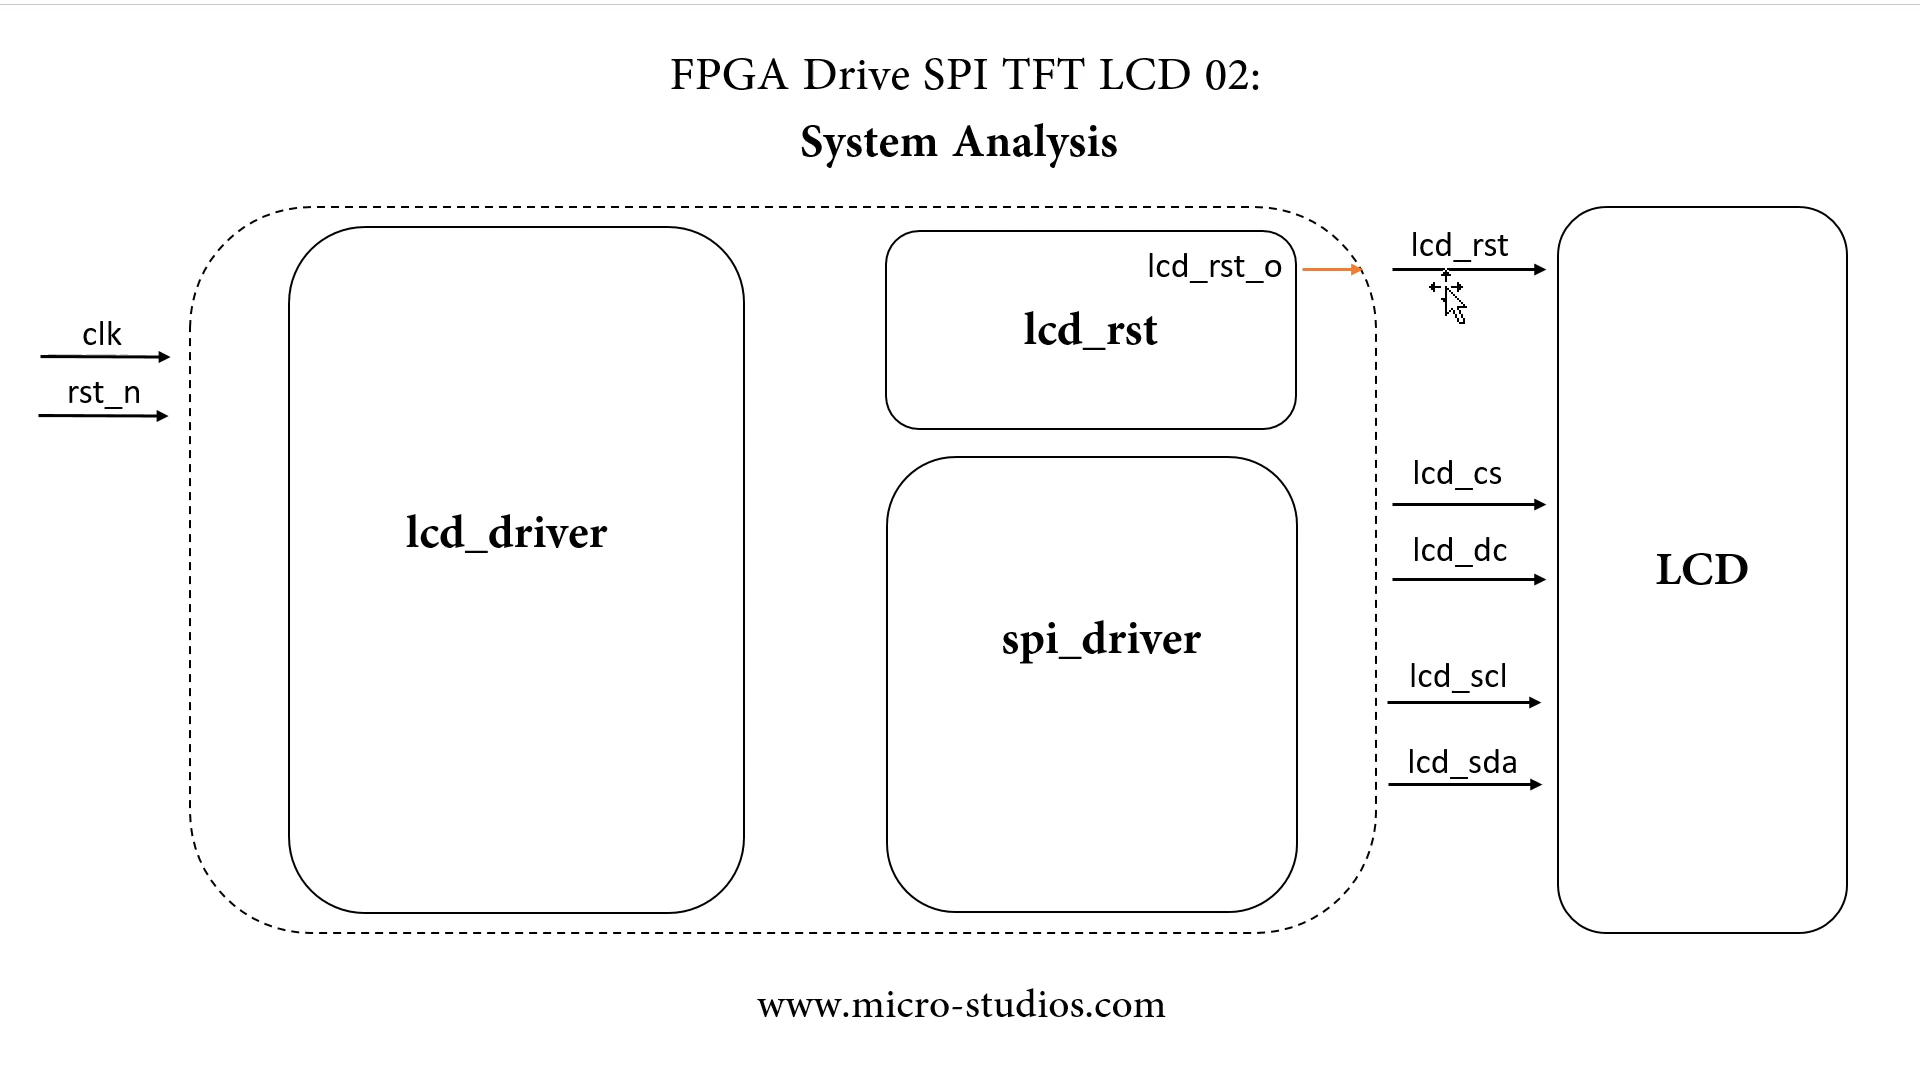 FPGA Drive SPI TFT LCD 02:
System Analysis
clk
rst_n
lcd_driver
lcd_rst_o
lcd_rst
spi_driver
lcd_rst
lcd_cs
lcd_dc
lcd_scl
lcd_sda
LCD
www.micro-studios.com